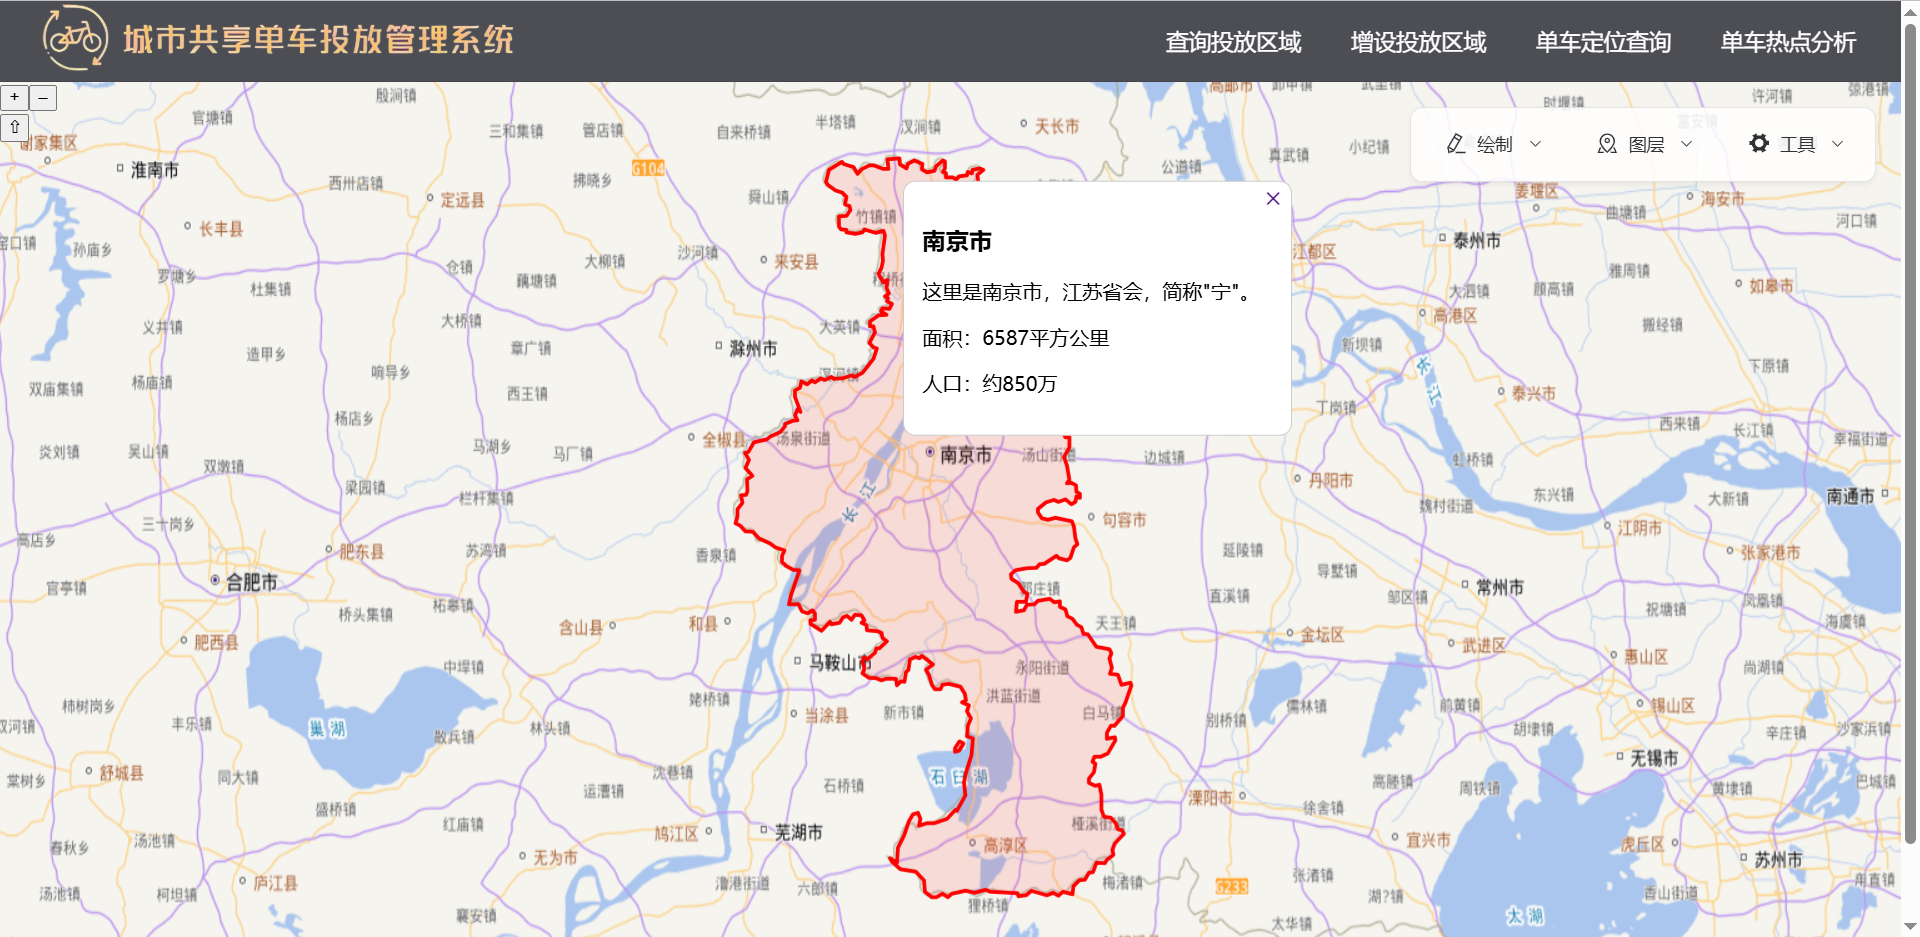 城市共享单车投放管理系统
查询投放区域
增设投放区域
单车定位查询
单车热点分析
+
–
⇧
绘制
图层
工具
南京市
这里是南京市，江苏省会，简称"宁"。
面积：6587平方公里
人口：约850万
殷涧镇
官塘镇
三和集镇
管店镇
自来桥镇
半塔镇
汊涧镇
天长市
公道镇
真武镇
小纪镇
时堰镇
许河镇
富安镇
谢家集区
淮南市
G104
西卅店镇
拂晓乡
定远县
舜山镇
竹镇镇
姜堰区
曲塘镇
海安市
河口镇
长丰县
孙庙乡
罗塘乡
杜集镇
仓镇
藕塘镇
大柳镇
沙河镇
来安县
江都区
泰州市
雅周镇
顾高镇
大泗镇
如皋市
义井镇
造甲乡
大桥镇
章广镇
大英镇
滁州市
高港区
搬经镇
新坝镇
下原镇
双庙集镇
杨庙镇
响导乡
西王镇
汊河镇
长江
泰兴市
杨店乡
丁岗镇
炎刘镇
吴山镇
双墩镇
马湖乡
马厂镇
全椒县
汤泉街道
南京市
汤山街道
边城镇
西来镇
长江镇
幸福街道
虹桥镇
梁园镇
栏杆集镇
长江
丹阳市
魏村街道
东兴镇
大新镇
南通市
三十岗乡
高店乡
肥东县
苏湾镇
香泉镇
句容市
延陵镇
江阴市
张家港市
官亭镇
合肥市
桥头集镇
柘皋镇
郭庄镇
直溪镇
导墅镇
邹区镇
常州市
祝塘镇
凤凰镇
海虞镇
肥西县
含山县
和县
天王镇
金坛区
武进区
惠山区
尚湖镇
中垾镇
马鞍山市
永阳街道
洪蓝街道
白马镇
姥桥镇
当涂县
新市镇
别桥镇
儒林镇
前黄镇
锡山区
柿树岗乡
双河镇
丰乐镇
巢湖
散兵镇
林头镇
胡埭镇
辛庄镇
沙家浜镇
无锡市
棠树乡
舒城县
同大镇
盛桥镇
运漕镇
沈巷镇
石桥镇
石臼湖
溧阳市
徐舍镇
高塍镇
周铁镇
黄埭镇
巴城镇
红庙镇
鸠江区
芜湖市
高淳区
桠溪街道
宜兴市
虎丘区
苏州市
春秋乡
汤池镇
无为市
汤池镇
柯坦镇
庐江县
襄安镇
澛港街道
六郎镇
狸桥镇
梅渚镇
G233
张渚镇
太华镇
太湖
香山街道
甪直镇